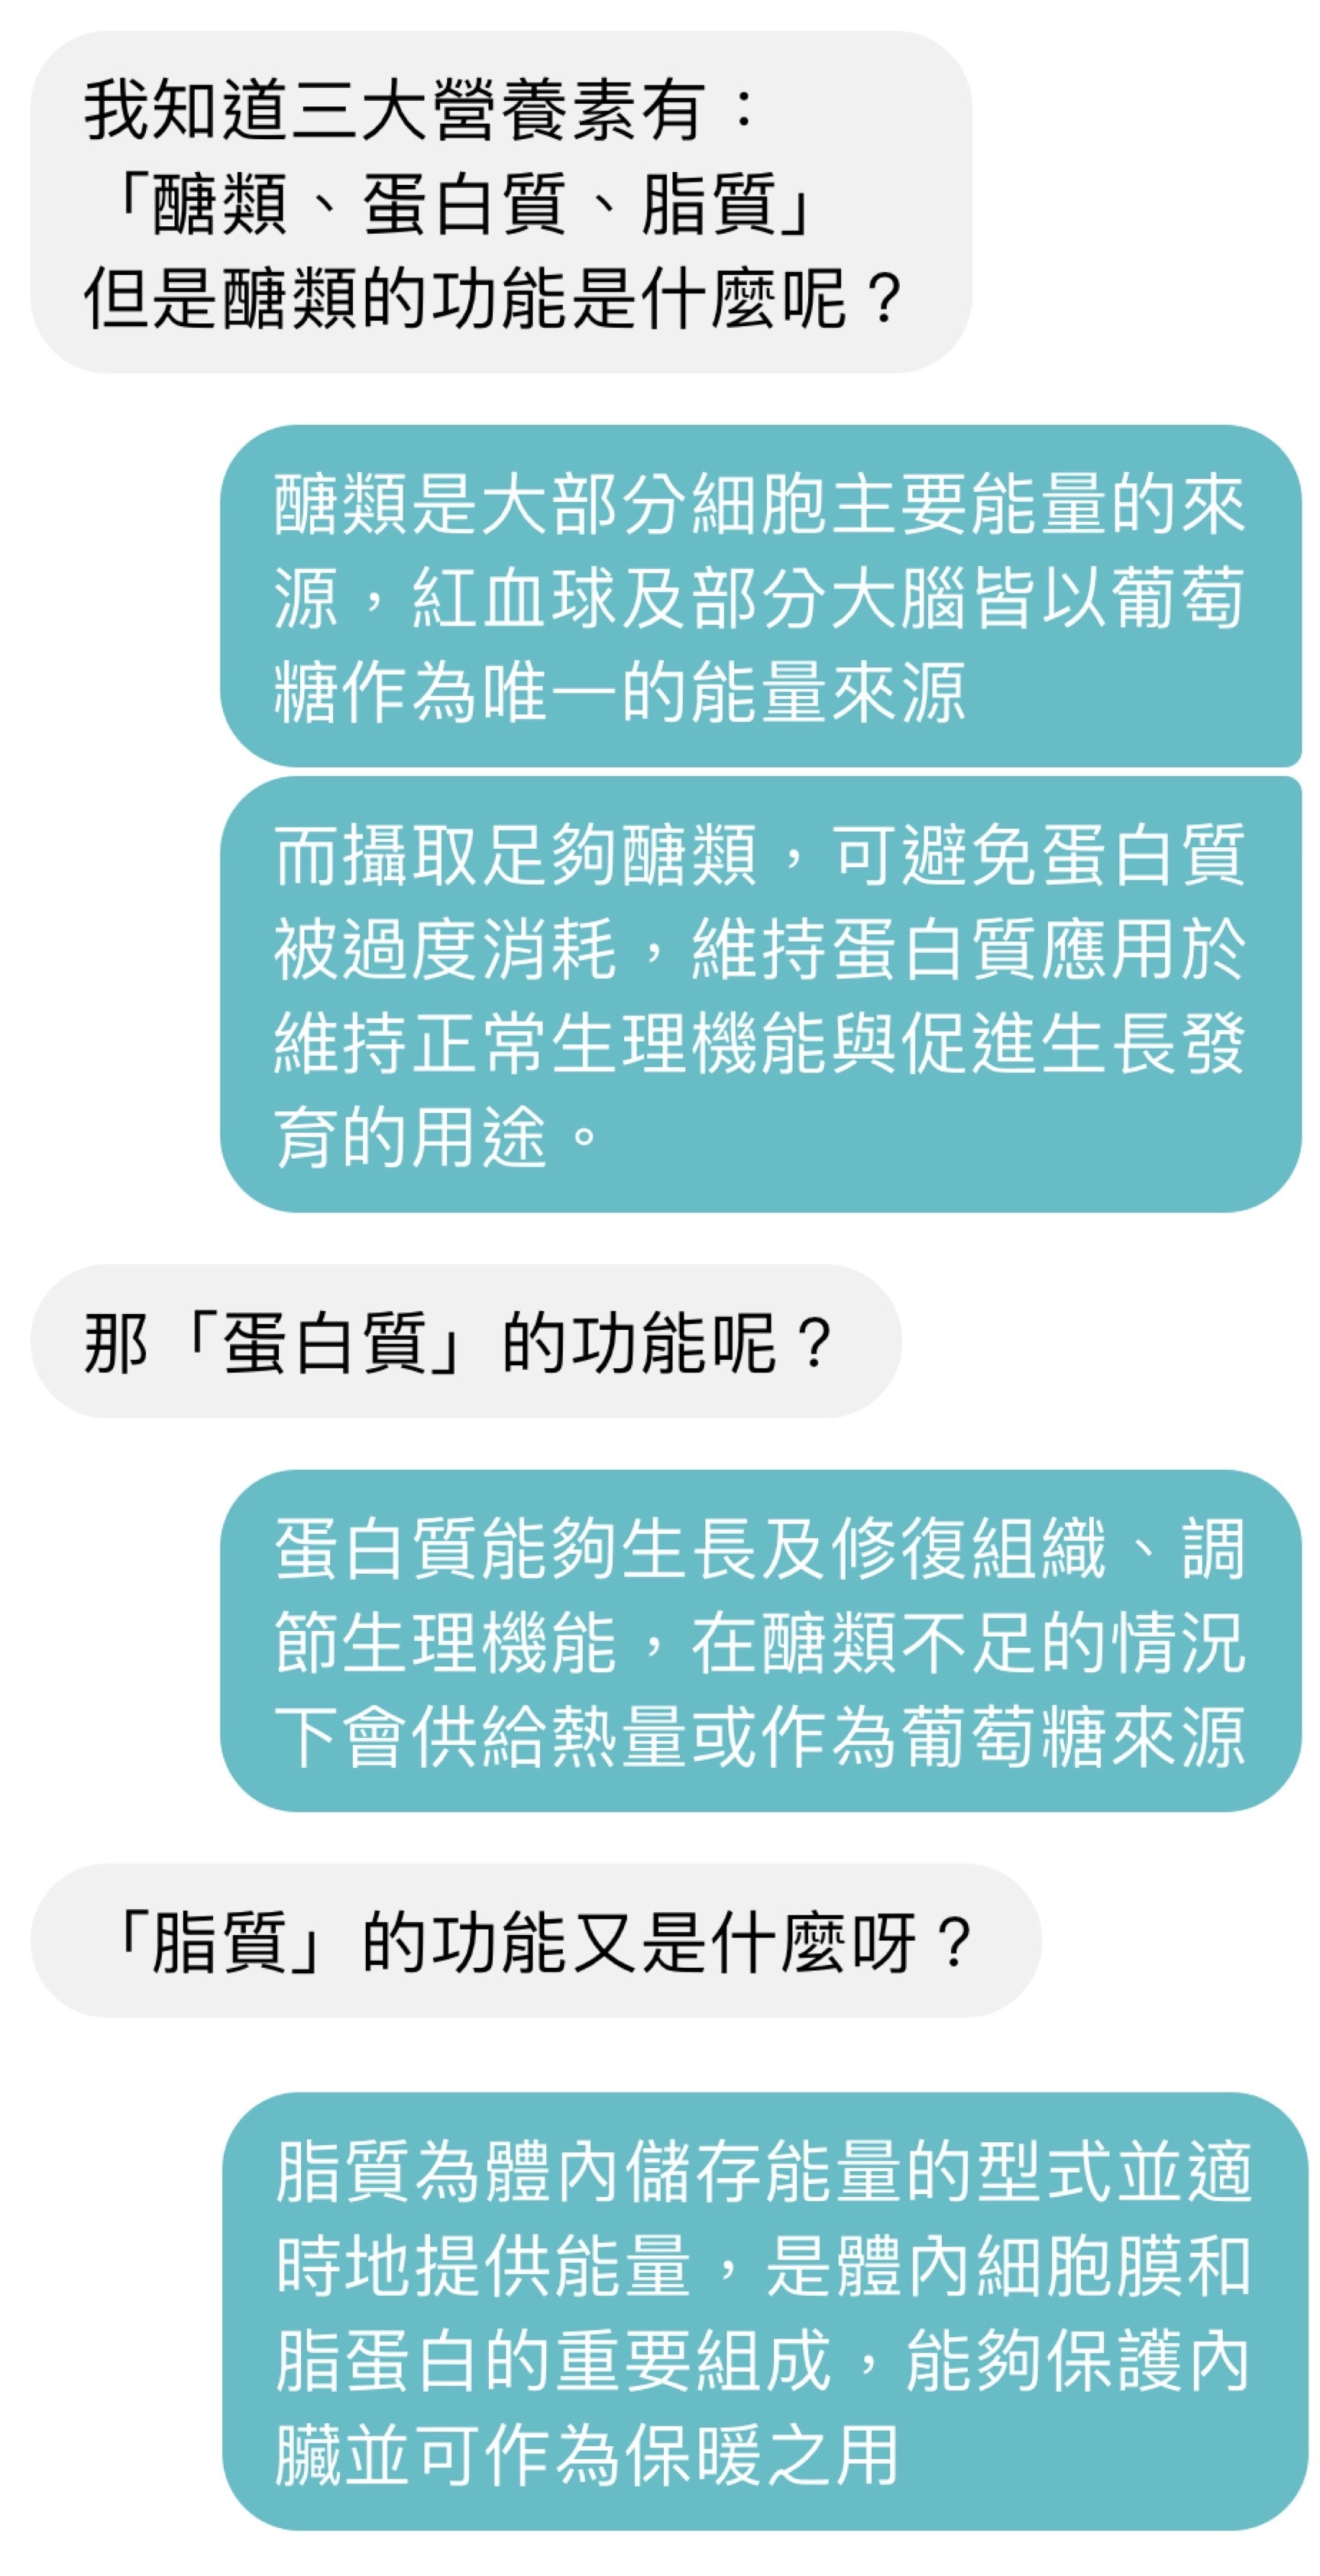 我知道三大營養素有：
「醣類、蛋白質、脂質」
但是醣類的功能是什麼呢？
醣類是大部分細胞主要能量的來
源，紅血球及部分大腦皆以葡萄
糖作為唯一的能量來源
而攝取足夠醣類，可避免蛋白質
被過度消耗，維持蛋白質應用於
維持正常生理機能與促進生長發
育的用途。
那「蛋白質」的功能呢？
蛋白質能夠生長及修復組織、調
節生理機能，在醣類不足的情況
下會供給熱量或作為葡萄糖來源
「脂質」的功能又是什麼呀？
脂質為體內儲存能量的型式並適
時地提供能量，是體內細胞膜和
脂蛋白的重要組成，能夠保護內
臟並可作為保暖之用